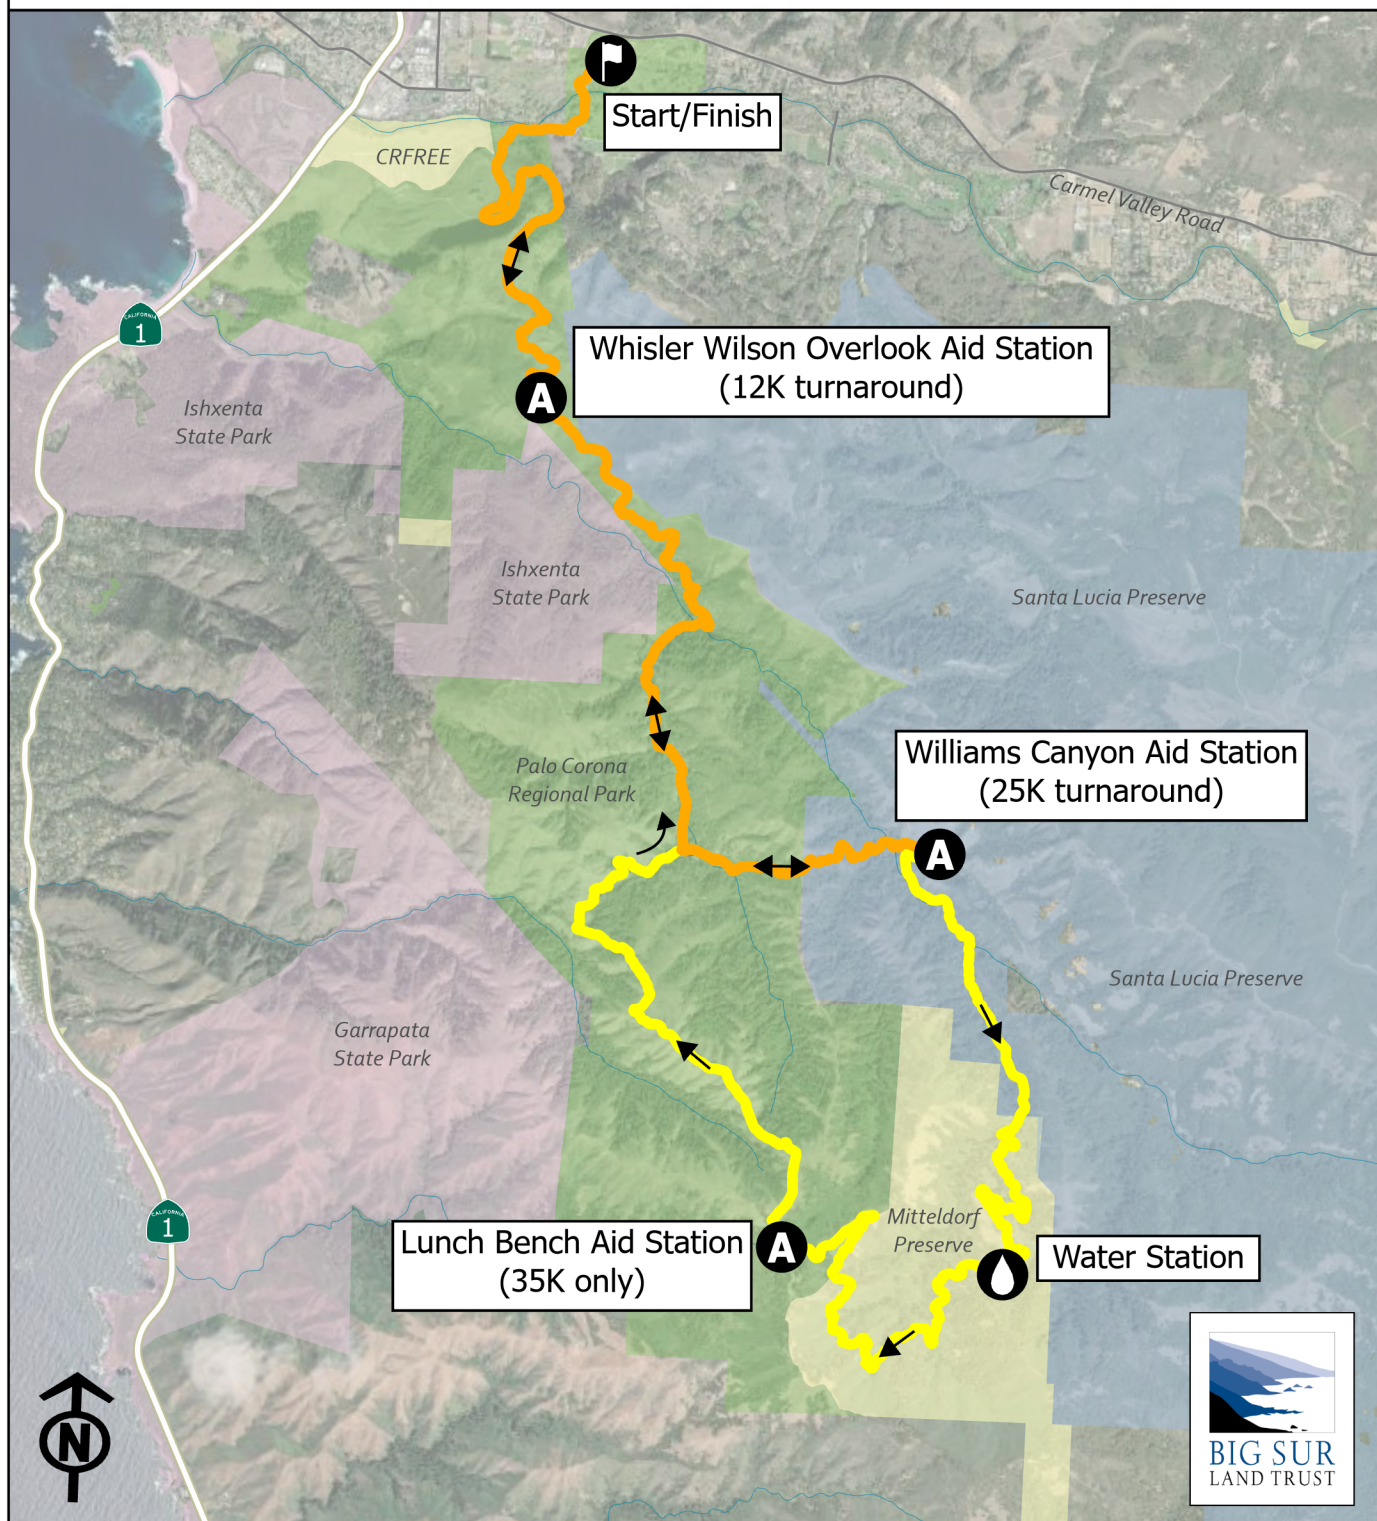 Start/Finish
CRFREE
Carmel Valley Road
CALIFORNIA
1
Whisler Wilson Overlook Aid Station
(12K turnaround)
A
Ishxenta
State Park
Ishxenta
State Park
Santa Lucia Preserve
Palo Corona
Regional Park
Williams Canyon Aid Station
(25K turnaround)
A
Santa Lucia Preserve
Garrapata
State Park
CALIFORNIA
1
Lunch Bench Aid Station
(35K only)
A
Mitteldorf
Preserve
Water Station
N
BIG SUR
LAND TRUST